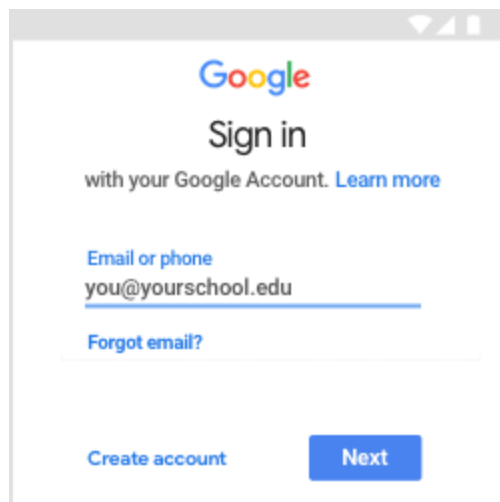 Google
Sign in
with your Google Account. Learn more
Email or phone
you@yourschool.edu
Forgot email?
Create account Next